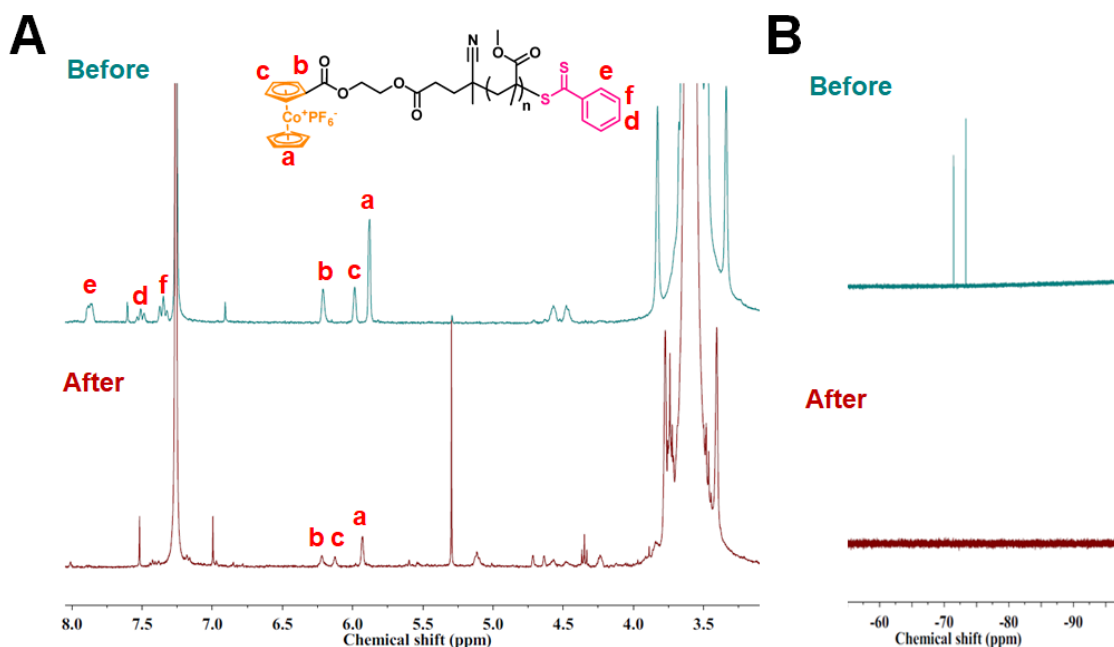 A
B
Before
c
b
O
O
O
O
N
n
O
O
S
S
e
f
d
Co⁺PF₆⁻
a
Before
a
e
d
f
b
c
After
After
b
c
a
8.0 7.5 7.0 6.5 6.0 5.5 5.0 4.5 4.0 3.5
Chemical shift (ppm)
-60 -70 -80 -90
Chemical shift (ppm)